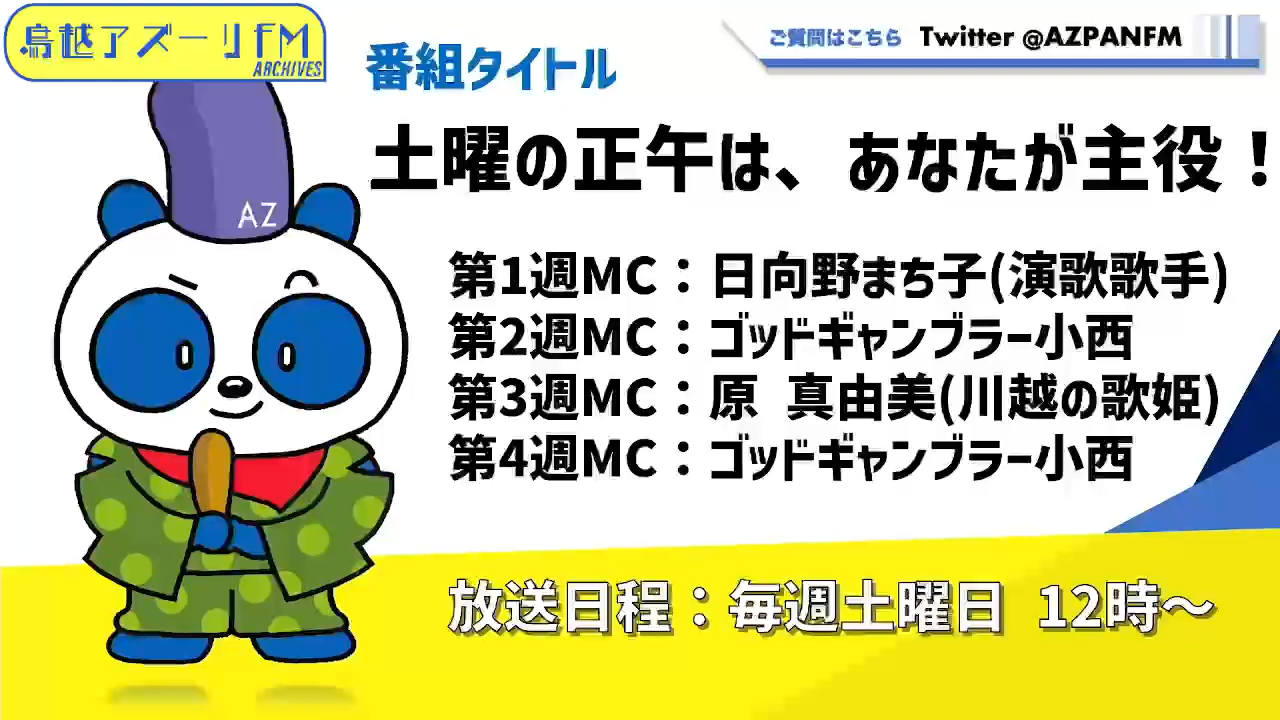 鳥越アズーリFM
ARCHIVES
ご質問はこちら Twitter @AZPANFM
番組タイトル
土曜の正午は、あなたが主役！
AZ
第1週MC：日向野まち子(演歌歌手)
第2週MC：ゴッドギャンブラー小西
第3週MC：原 真由美(川越の歌姫)
第4週MC：ゴッドギャンブラー小西
放送日程：毎週土曜日 12時～